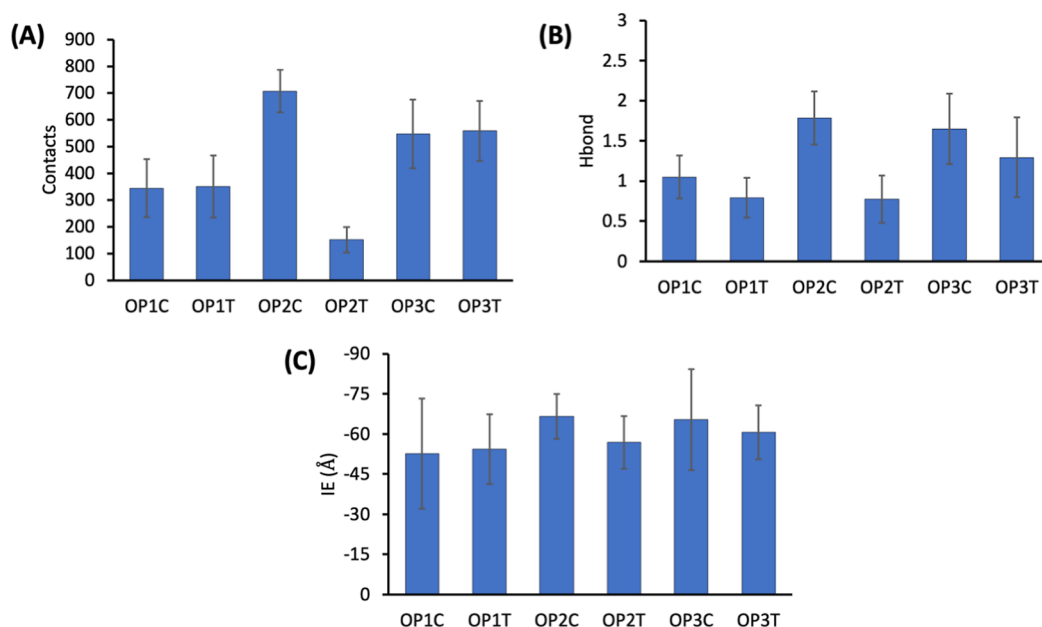 (A)
900
800
700
600
500
400
300
200
100
0
Contacts
OP1C OP1T OP2C OP2T OP3C OP3T
(B)
3
2.5
2
1.5
1
0.5
0
Hbond
OP1C OP1T OP2C OP2T OP3C OP3T
(C)
-90
-75
-60
-45
-30
-15
0
IE (Å)
OP1C OP1T OP2C OP2T OP3C OP3T